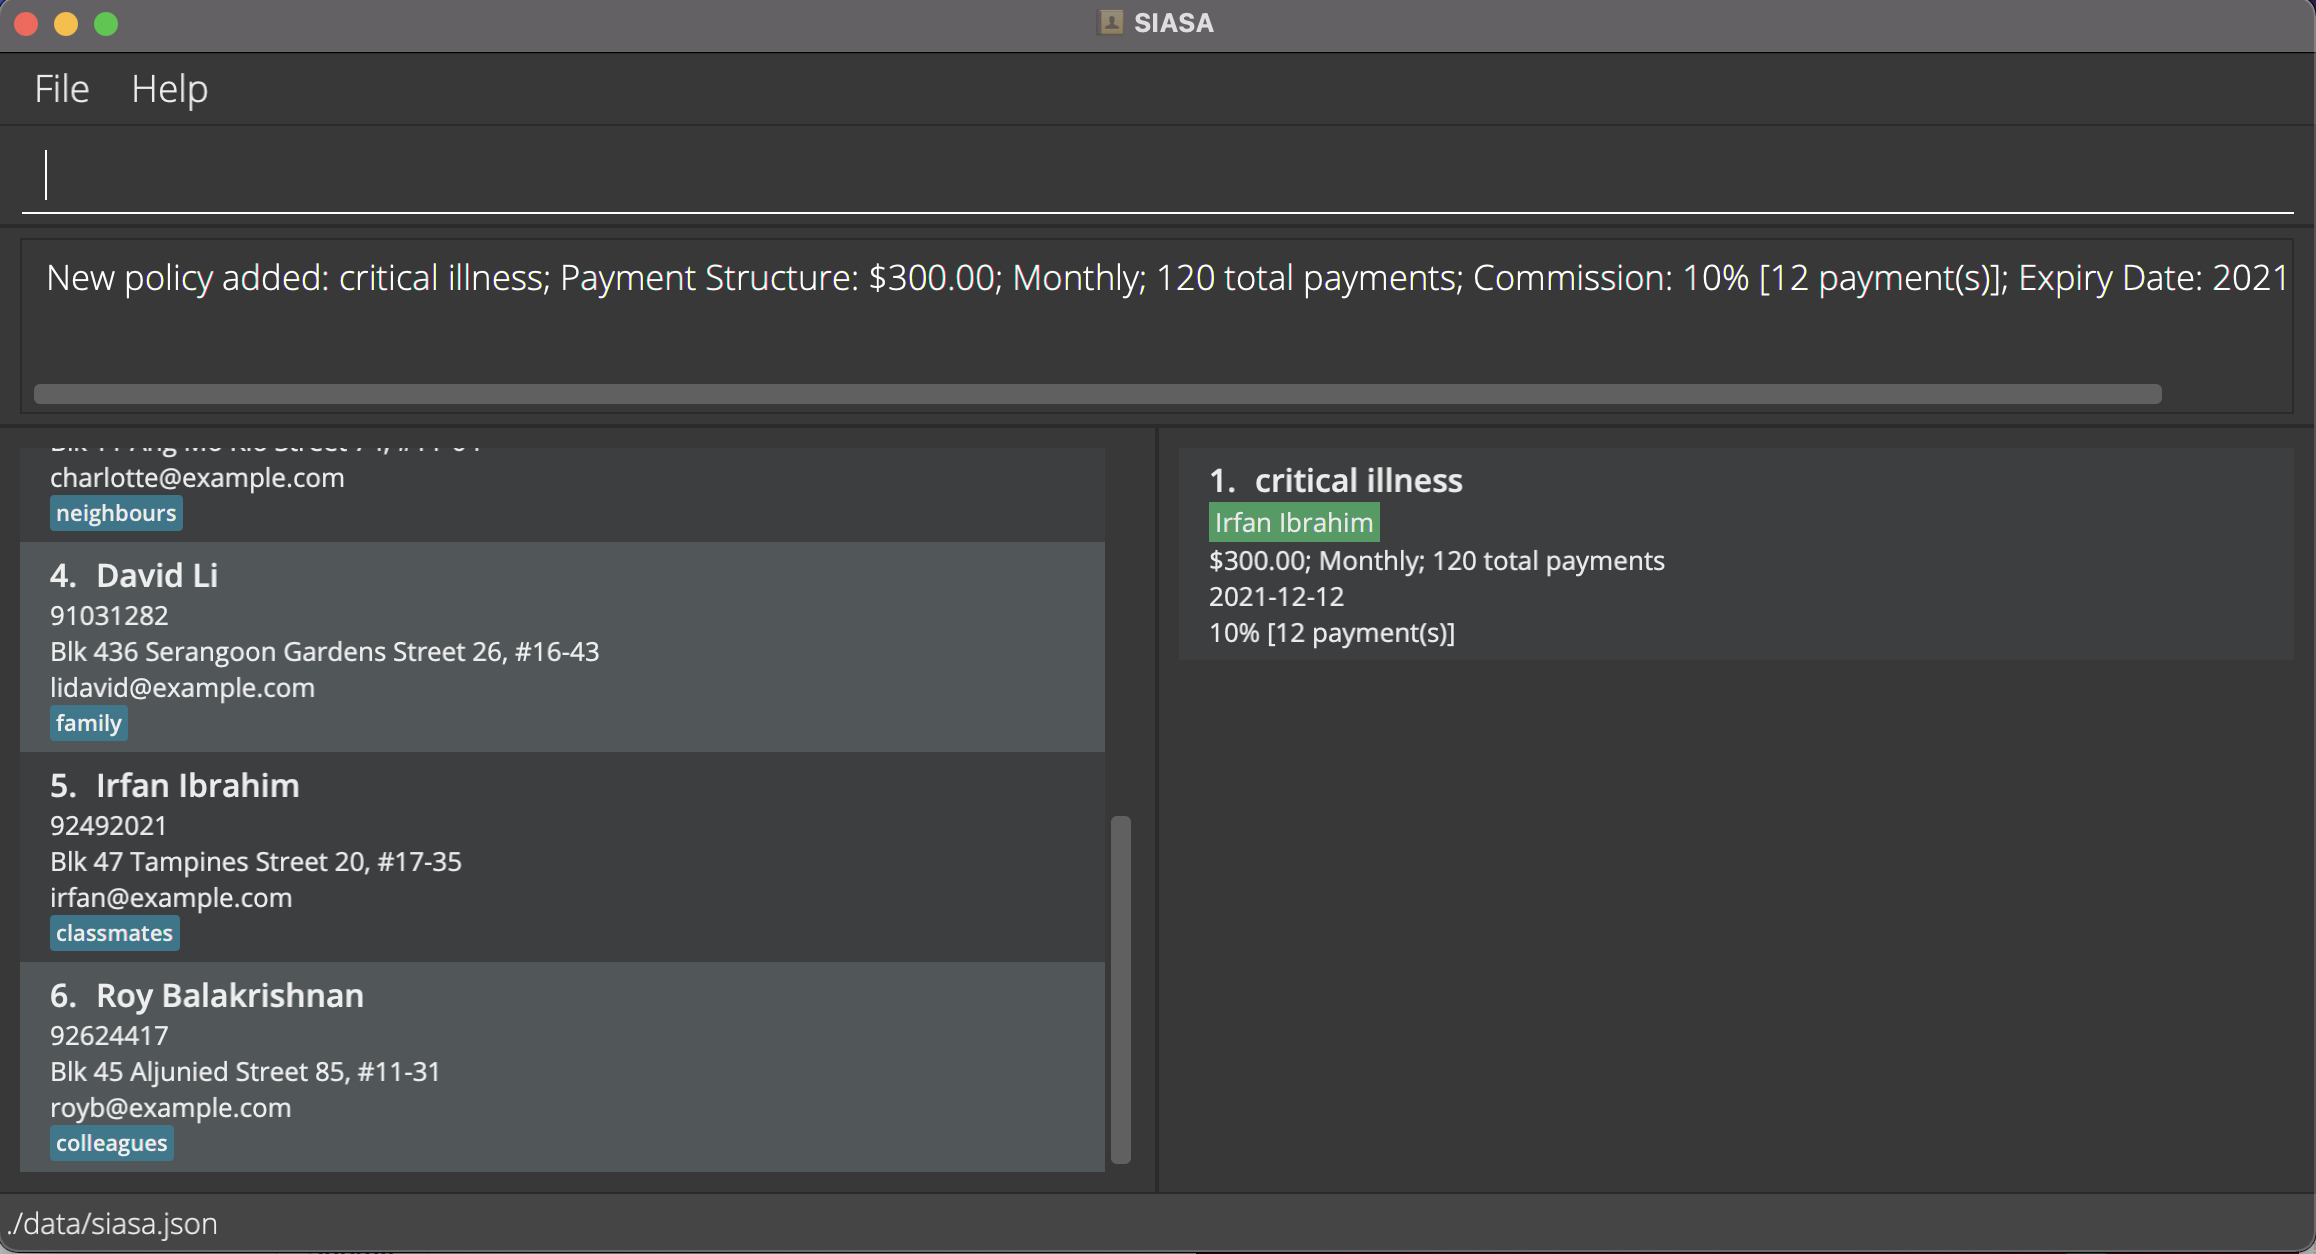 SIASA
File Help
New policy added: critical illness; Payment Structure: $300.00; Monthly; 120 total payments; Commission: 10% [12 payment(s)]; Expiry Date: 2021
charlotte@example.com
neighbours
4. David Li
91031282
Blk 436 Serangoon Gardens Street 26, #16-43
lidavid@example.com
family
5. Irfan Ibrahim
92492021
Blk 47 Tampines Street 20, #17-35
irfan@example.com
classmates
6. Roy Balakrishnan
92624417
Blk 45 Aljunied Street 85, #11-31
royb@example.com
colleagues
1. critical illness
Irfan Ibrahim
$300.00; Monthly; 120 total payments
2021-12-12
10% [12 payment(s)]
./data/siasa.json